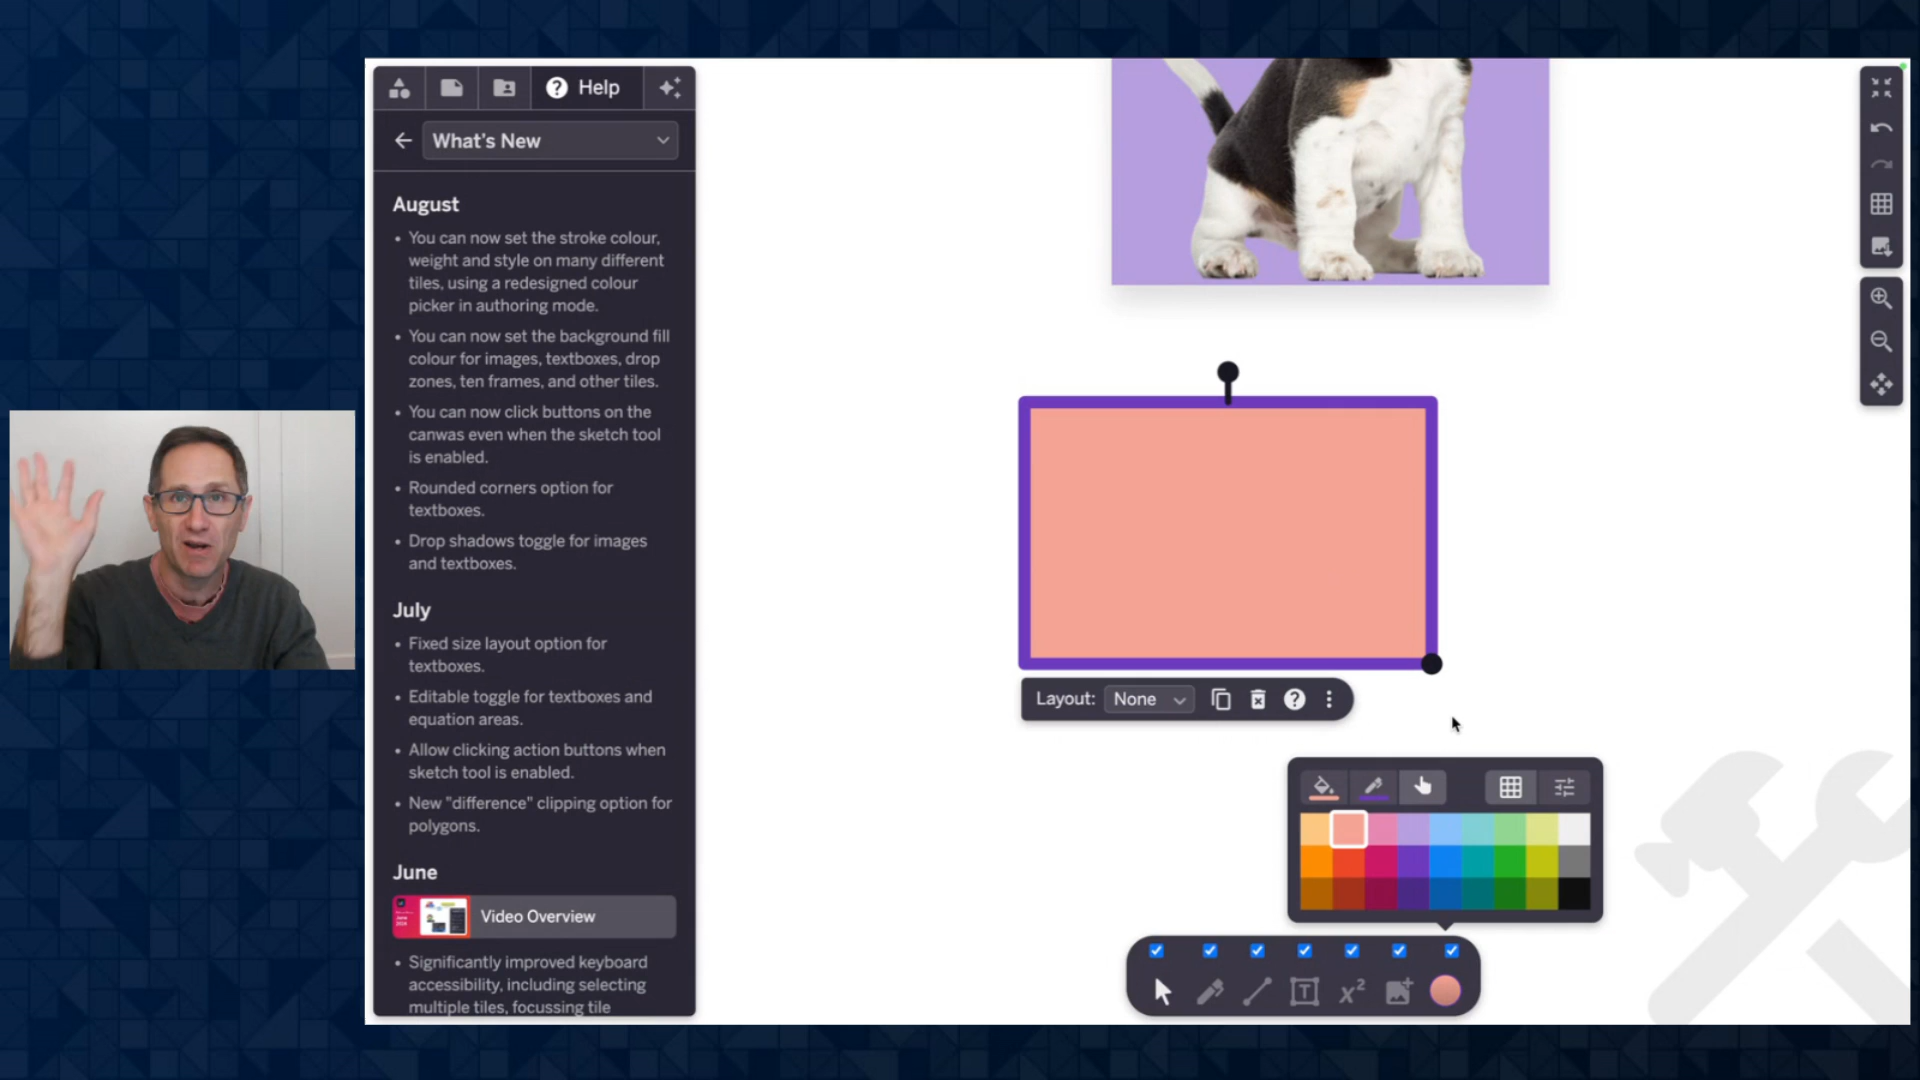 Help
What's New
August
• You can now set the stroke colour,
weight and style on many different
tiles, using a redesigned colour
picker in authoring mode.
• You can now set the background fill
colour for images, textboxes, drop
zones, ten frames, and other tiles.
• You can now click buttons on the
canwas even when the sketch tool
is enabled.
• Rounded corners option for
textboxes.
• Drop shadows toggle for images
and textboxes.
July
• Fixed size layout option for
textboxes.
• Editable toggle for textboxes and
equation areas.
• Allow clicking action buttons when
sketch tool is enabled.
• New "difference" clipping option for
polygons.
June
Video Overview
• Significantly improved keyboard
accessibility, including selecting
multiple tiles, focussing tile
Layout: None
T x²